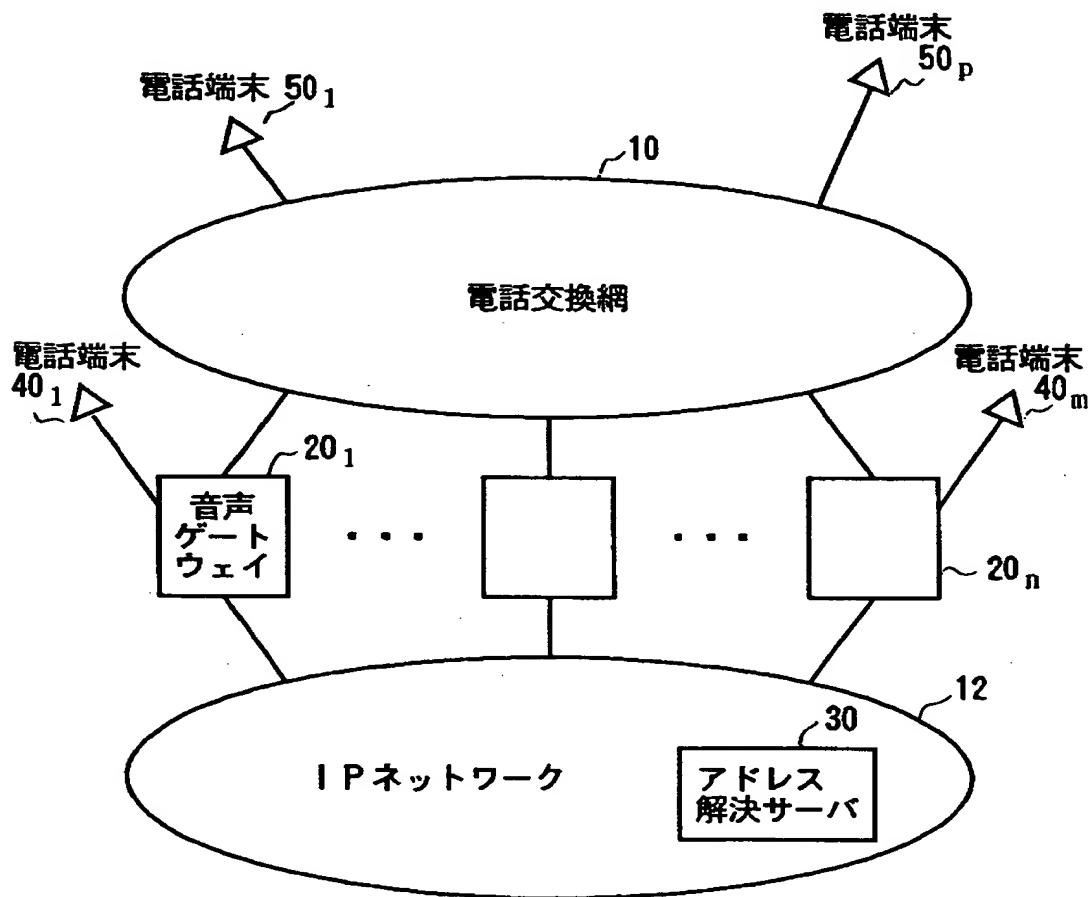 電話端末
50p
電話端末 501
10
電話交換網
電話端末
401
電話端末
40m
201
音声
ゲート
ウェイ
・・・
・・・
20n
12
30
IPネットワーク
アドレス
解決サーバ